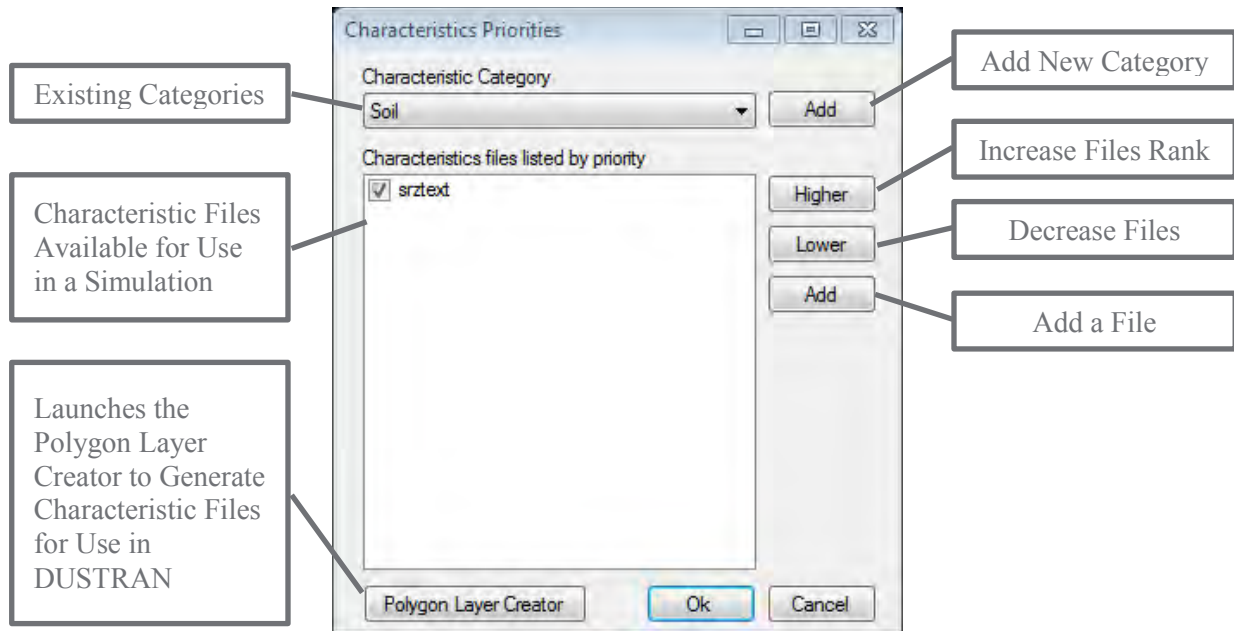 Characteristics Priorities
Existing Categories
Characteristic Category
Soil
Add
Add New Category
Characteristics files listed by priority
srztext
Characteristic Files
Available for Use
in a Simulation
Higher
Increase Files Rank
Lower
Decrease Files
Add
Add a File
Launches the
Polygon Layer
Creator to Generate
Characteristic Files
for Use in
DUSTRAN
Polygon Layer Creator
Ok
Cancel